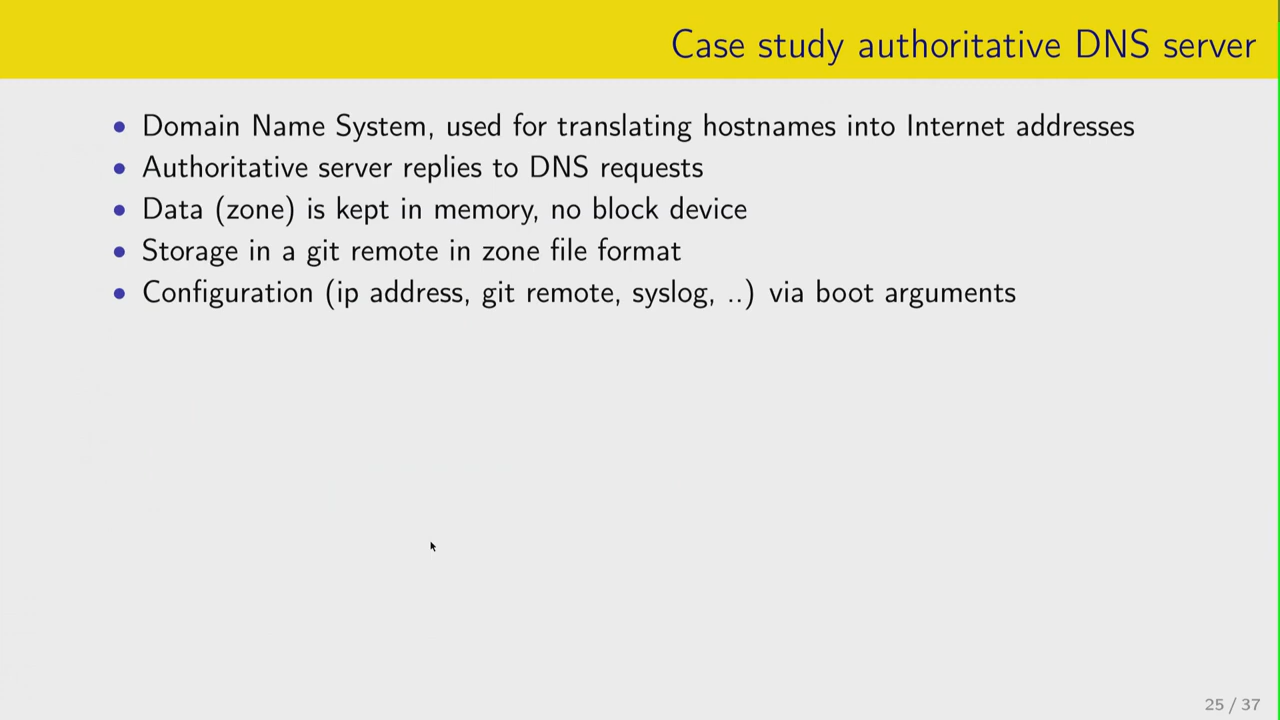 Case study authoritative DNS server
• Domain Name System, used for translating hostnames into Internet addresses
• Authoritative server replies to DNS requests
• Data (zone) is kept in memory, no block device
• Storage in a git remote in zone file format
• Configuration (ip address, git remote, syslog, ..) via boot arguments
25 / 37